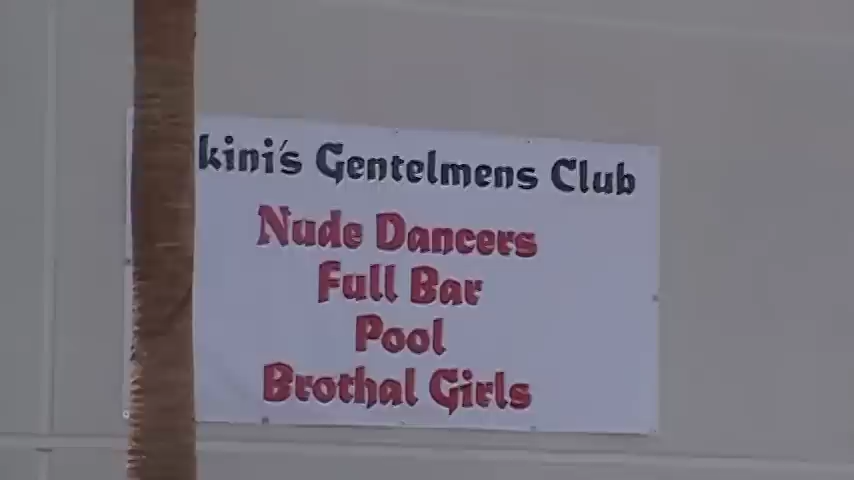 kini's Gentelmens Club
Nude Dancers
Full Bar
Pool
Brothal Girls